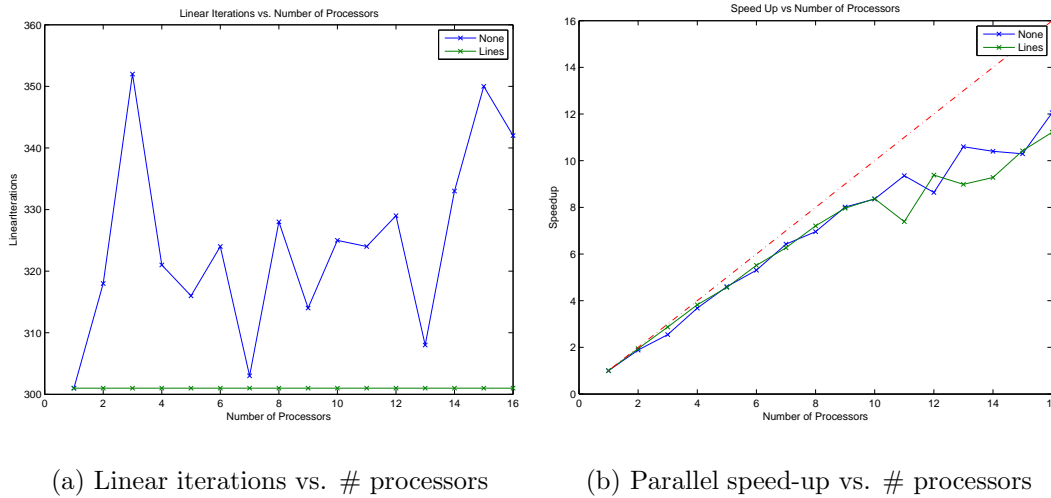 Linear Iterations vs. Number of Processors
360
350
340
330
320
310
300
LinearIterations
0 2 4 6 8 10 12 14 16
Number of Processors
None
Lines
(a) Linear iterations vs. # processors
Speed Up vs Number of Processors
16
14
12
10
8
6
4
2
0
Speedup
0 2 4 6 8 10 12 14
Number of Processors
None
Lines
(b) Parallel speed-up vs. # processors